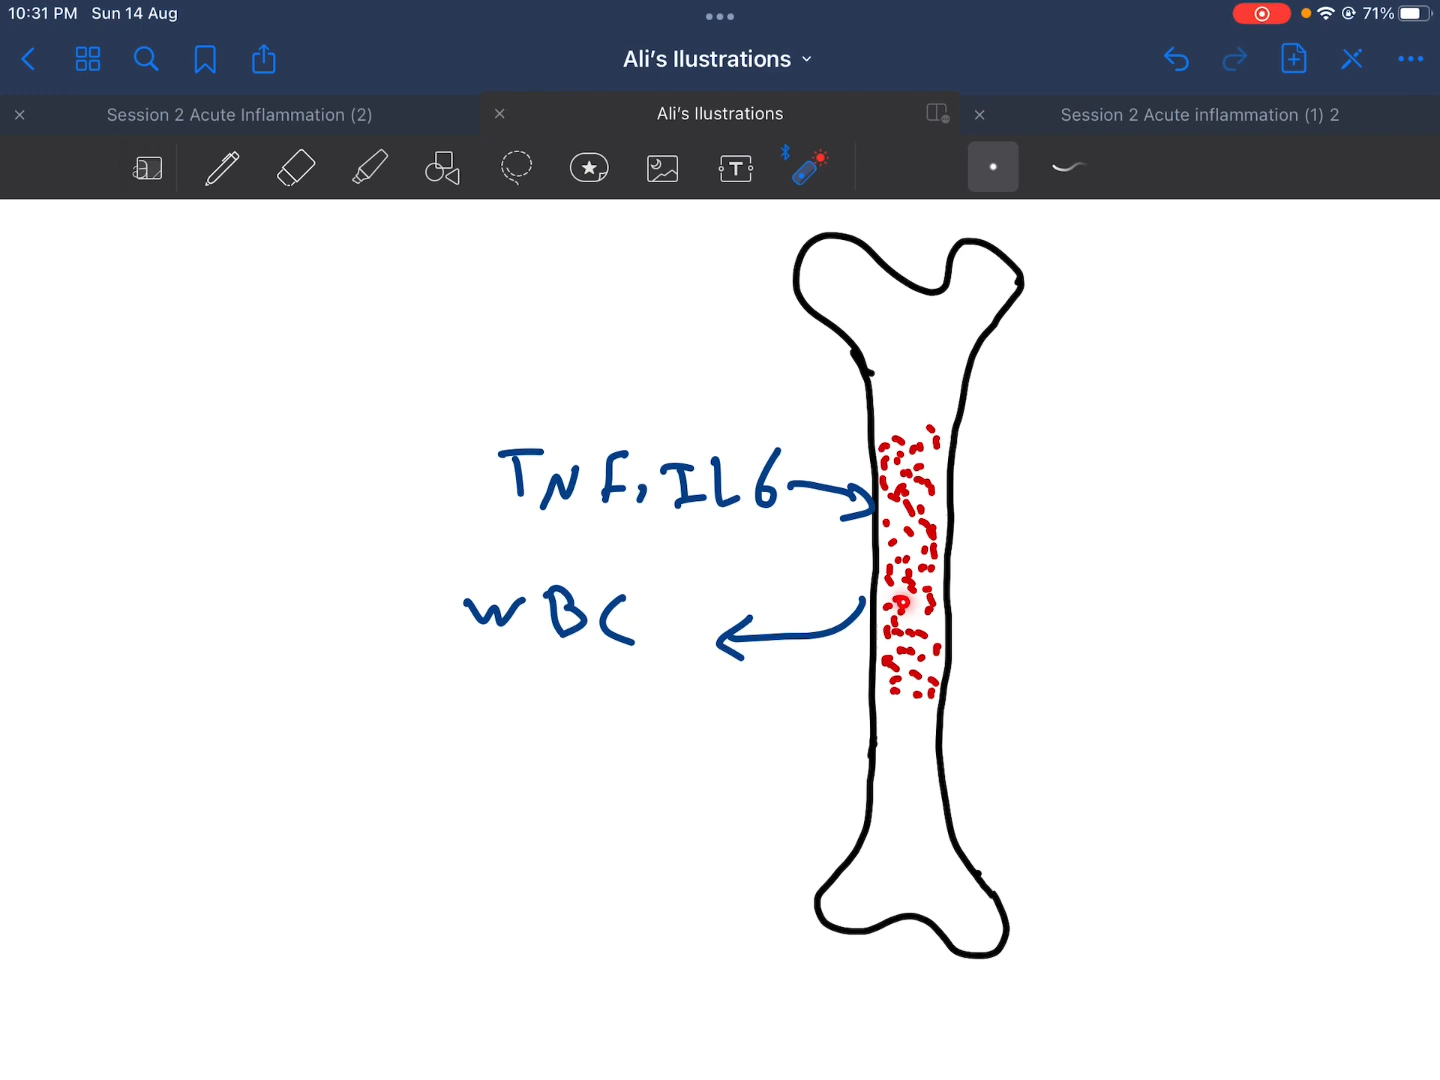 10:31 PM Sun 14 Aug
71%
Ali's Ilustrations
Session 2 Acute Inflammation (2)
Ali's Ilustrations
Session 2 Acute inflammation (1) 2
a
T
TNF, IL6
WBC